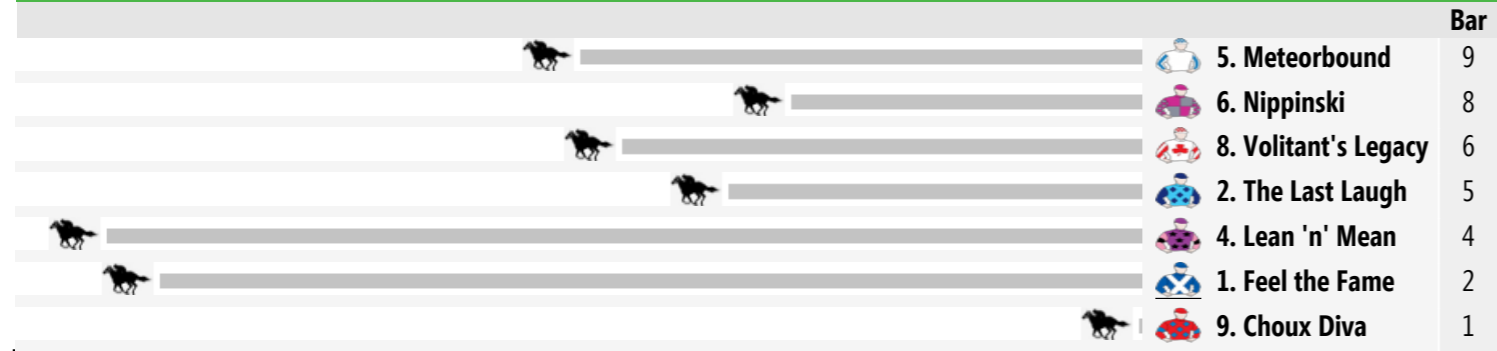 Bar
5. Meteorbound 9
6. Nippinski 8
8. Volitant's Legacy 6
2. The Last Laugh 5
4. Lean 'n' Mean 4
1. Feel the Fame 2
9. Choux Diva 1